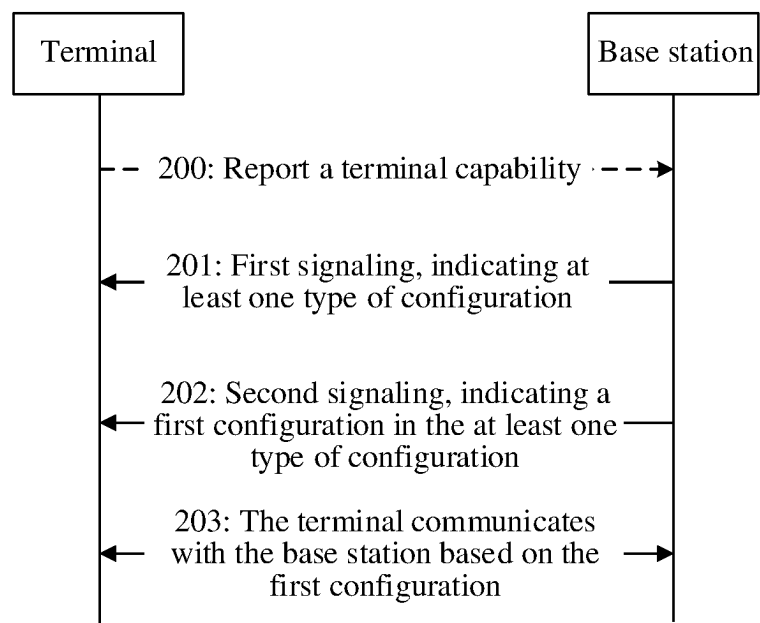 Terminal
Base station
200: Report a terminal capability
201: First signaling, indicating at
least one type of configuration
202: Second signaling, indicating a
first configuration in the at least one
type of configuration
203: The terminal communicates
with the base station based on the
first configuration